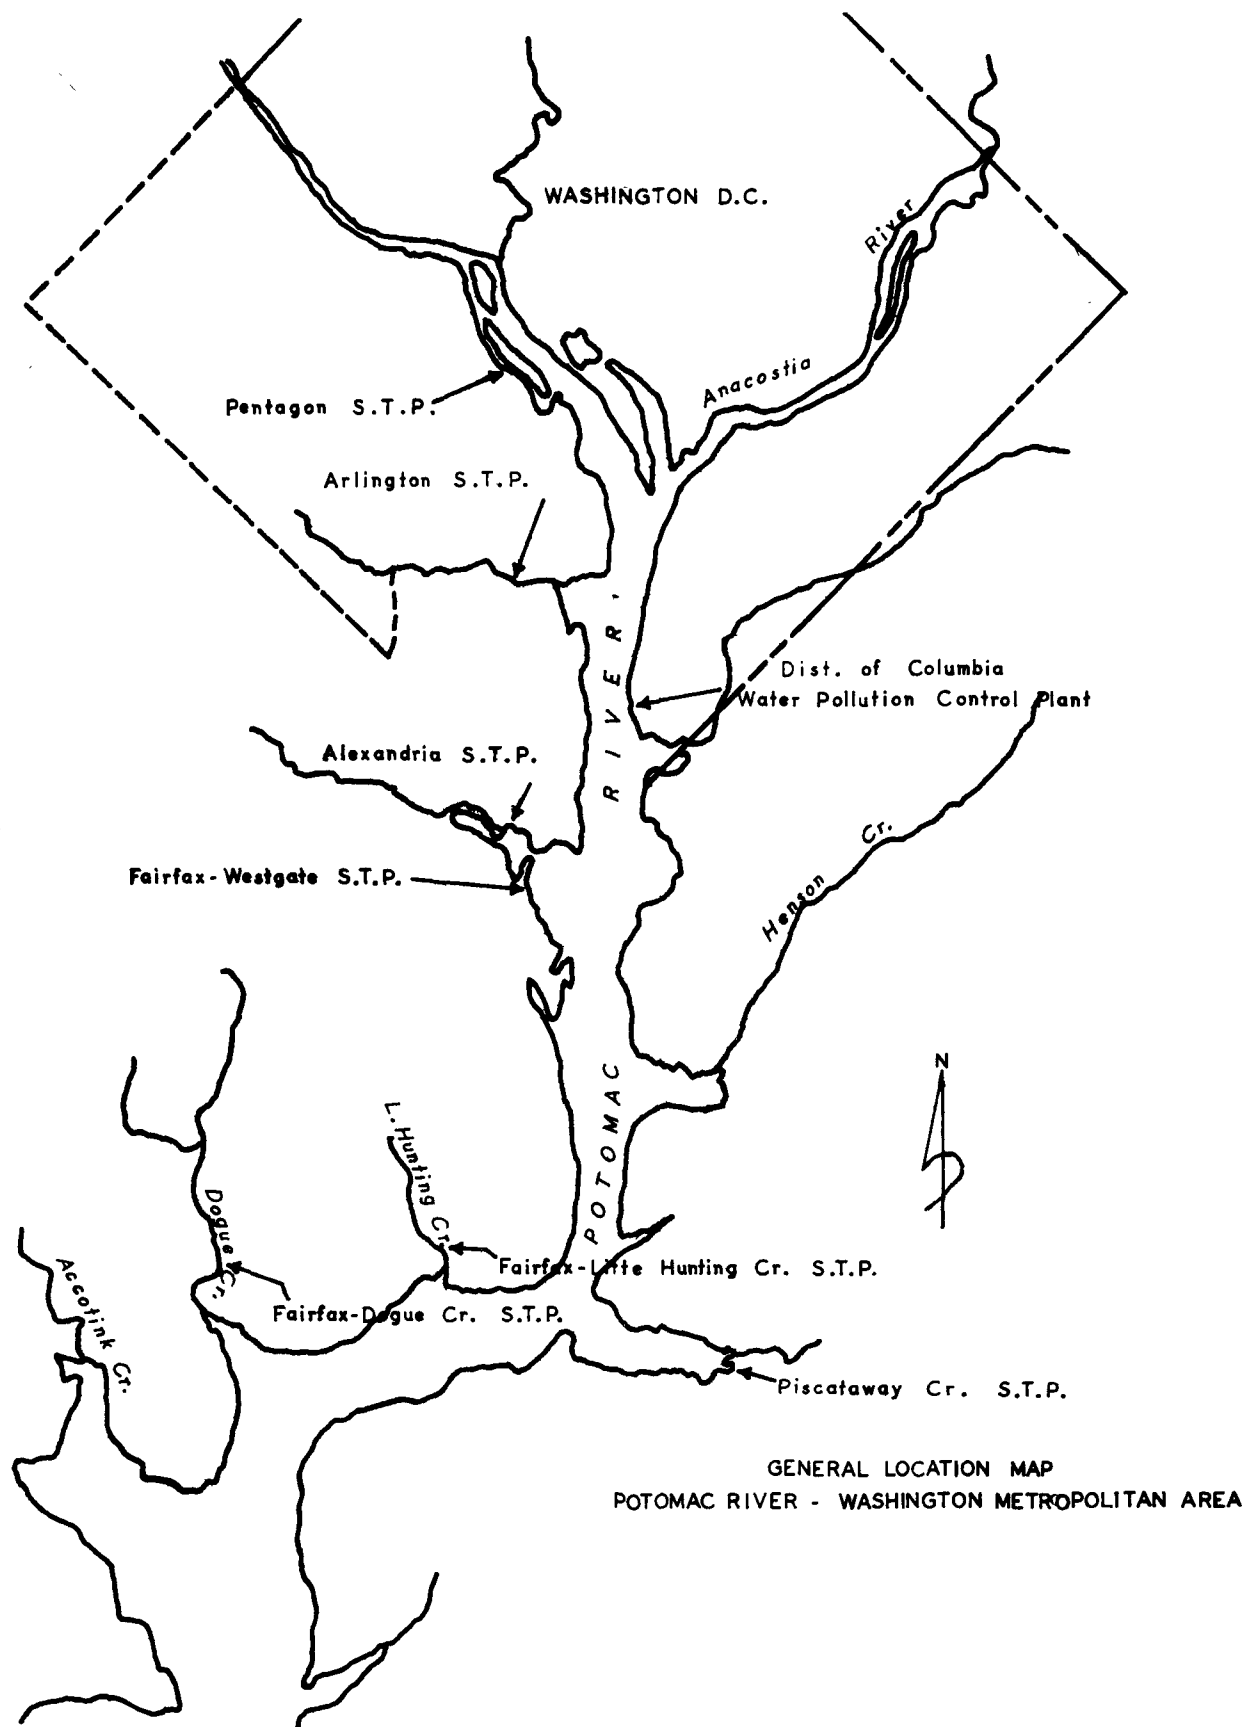 WASHINGTON D.C.
River
Anacostia
Pentagon S.T.P.
Arlington S.T.P.
Dist. of Columbia
Water Pollution Control Plant
RIVER
Alexandria S.T.P.
Cr.
Fairfax-Westgate S.T.P.
Henson
N
POTOMAC
L. Hunting Cr.
Dogue Cr.
Accotink Cr.
Fairfax-Litte Hunting Cr. S.T.P.
Fairfax-Dogue Cr. S.T.P.
Piscataway Cr. S.T.P.
GENERAL LOCATION MAP
POTOMAC RIVER - WASHINGTON METROPOLITAN AREA